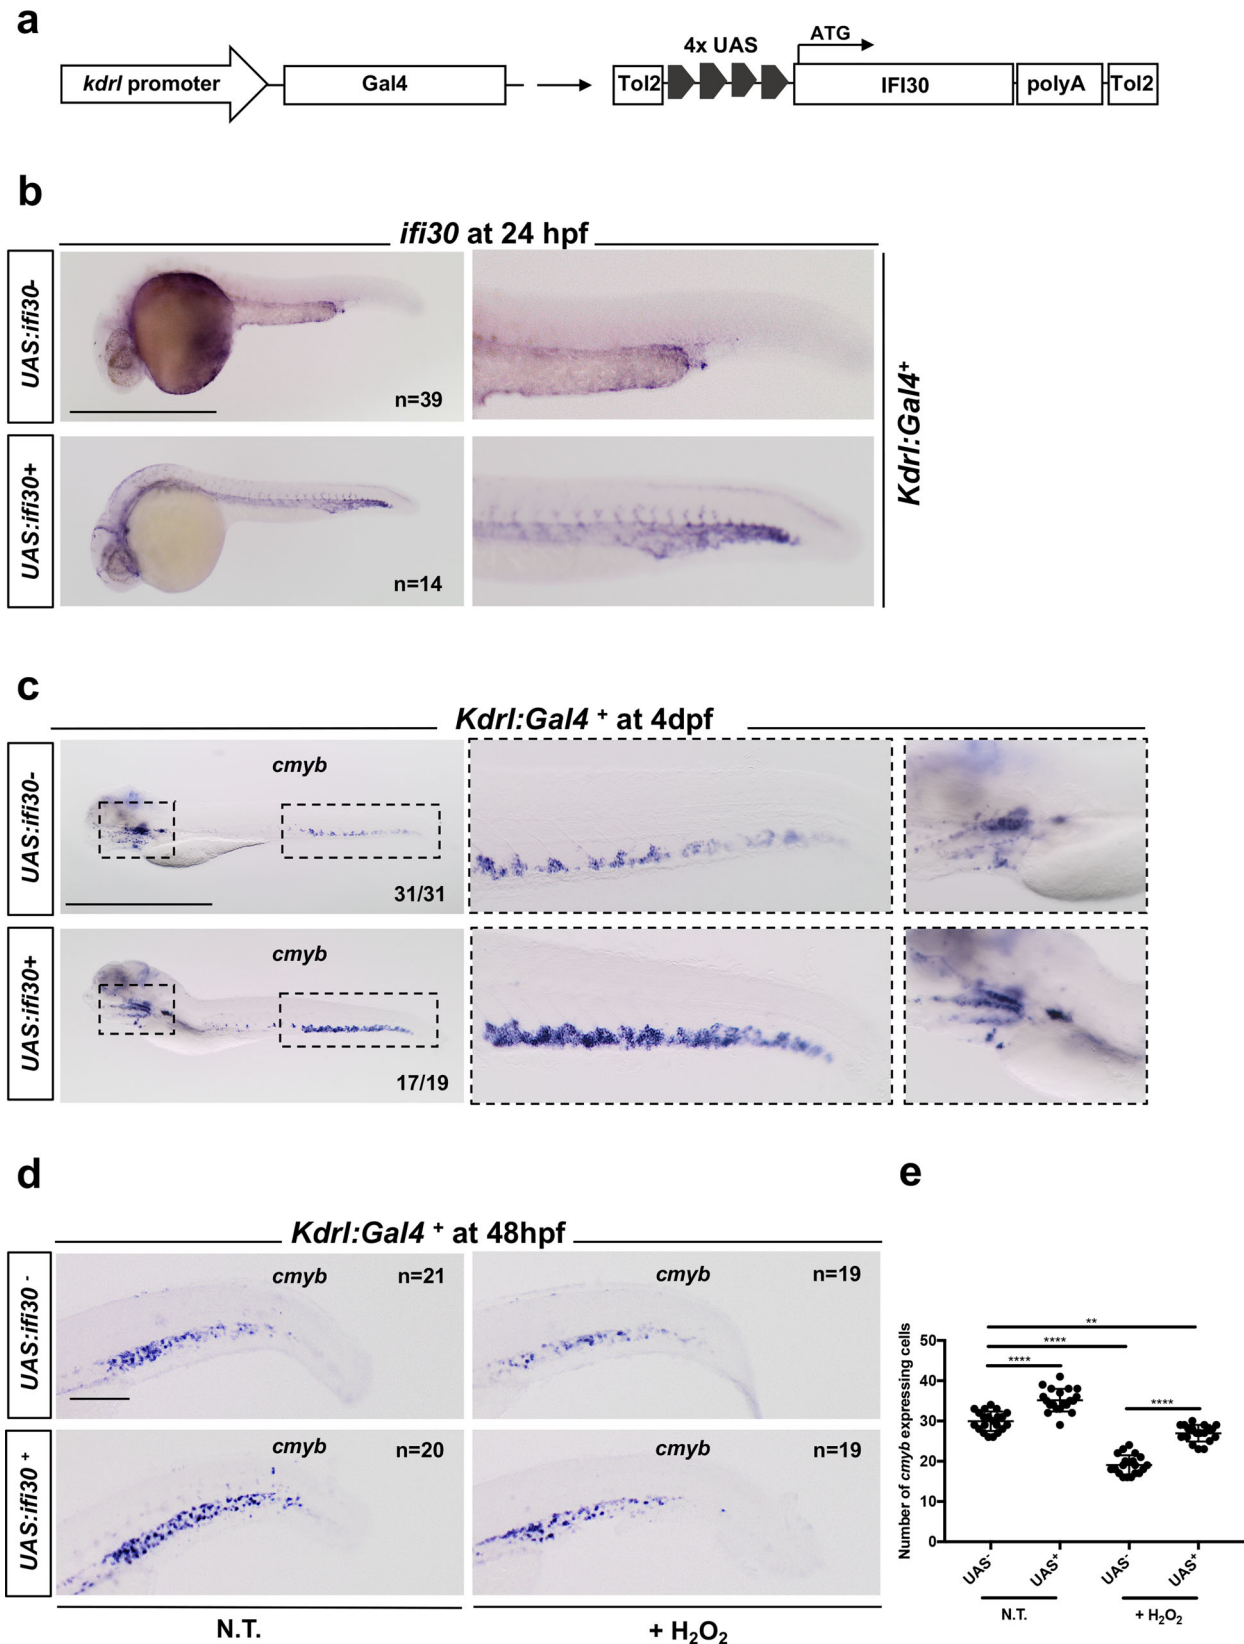 a
kdrl promoter
Gal4
Tol2
4x UAS
ATG
IFI30
polyA
Tol2
b
ifi30 at 24 hpf
UAS:ifi30-
n=39
UAS:ifi30+
n=14
Kdrl:Gal4+
c
Kdrl:Gal4 + at 4dpf
UAS:ifi30-
cmyb
31/31
UAS:ifi30+
cmyb
17/19
d
Kdrl:Gal4 + at 48hpf
UAS:ifi30 -
cmyb n=21
cmyb n=19
UAS:ifi30 +
cmyb n=20
cmyb n=19
N.T.
+ H₂O₂
e
Number of cmyb expressing cells
50
40
30
20
10
0
**
****
****
****
UAS-
UAS+
UAS-
UAS+
N.T.
+ H₂O₂